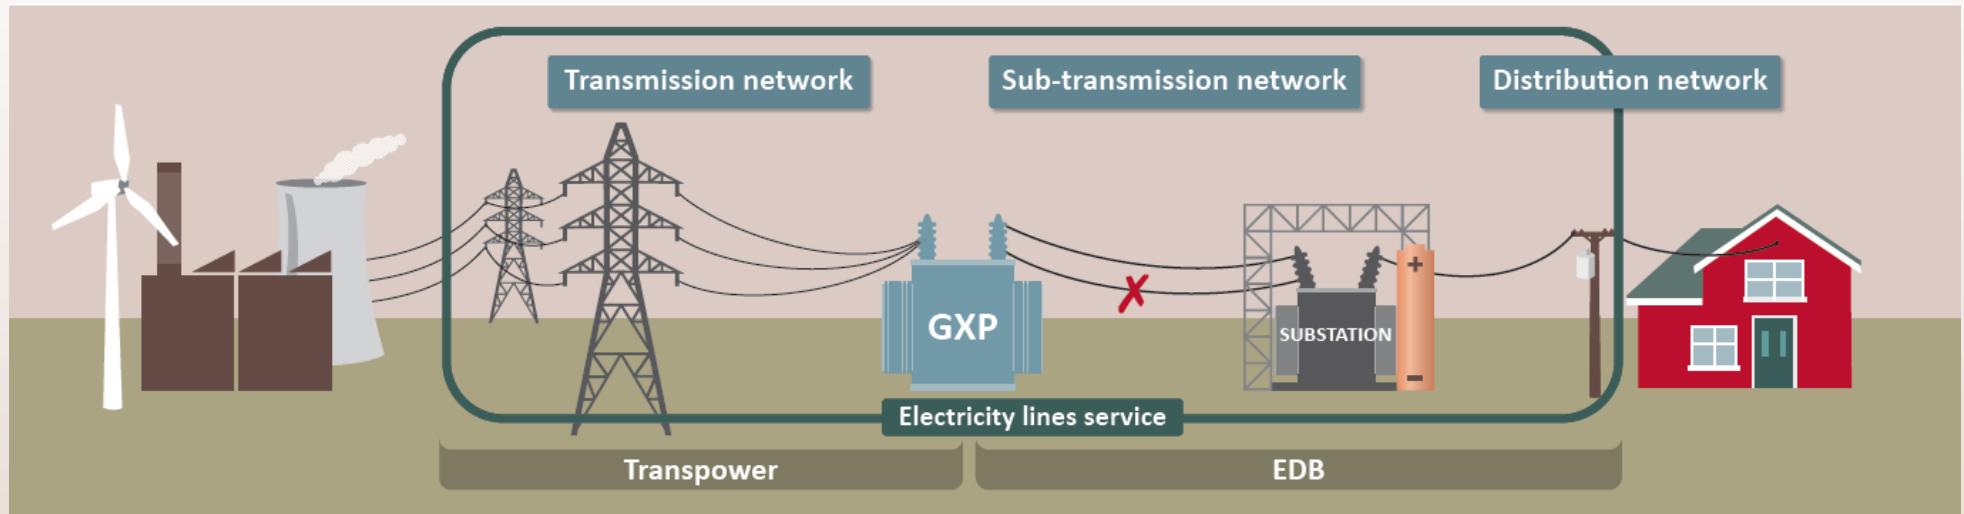 Transmission network
Sub-transmission network
Distribution network
GXP
SUBSTATION
+
-
Electricity lines service
Transpower
EDB